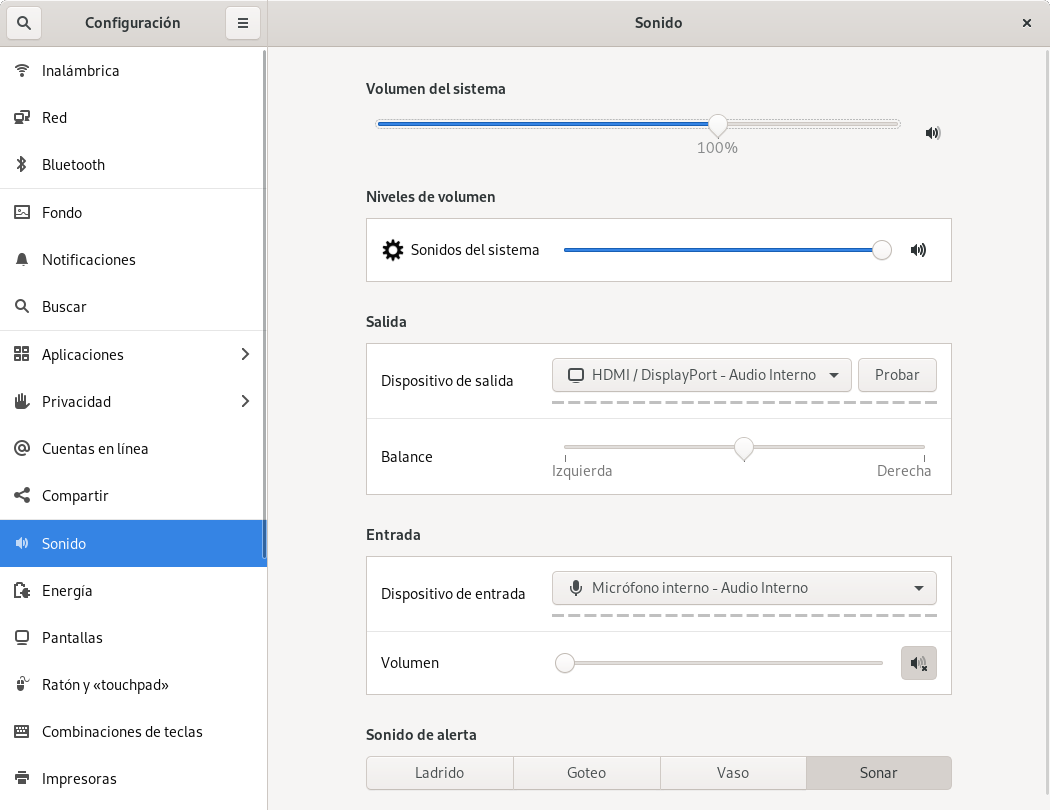 Configuración
Sonido
Inalámbrica
Red
Bluetooth
Fondo
Notificaciones
Buscar
Aplicaciones
Privacidad
Cuentas en línea
Compartir
Sonido
Energía
Pantallas
Ratón y «touchpad»
Combinaciones de teclas
Impresoras
Volumen del sistema
100%
Niveles de volumen
Sonidos del sistema
Salida
Dispositivo de salida
HDMI / DisplayPort - Audio Interno
Probar
Balance
Izquierda
Derecha
Entrada
Dispositivo de entrada
Micrófono interno - Audio Interno
Volumen
Sonido de alerta
Ladrido
Goteo
Vaso
Sonar